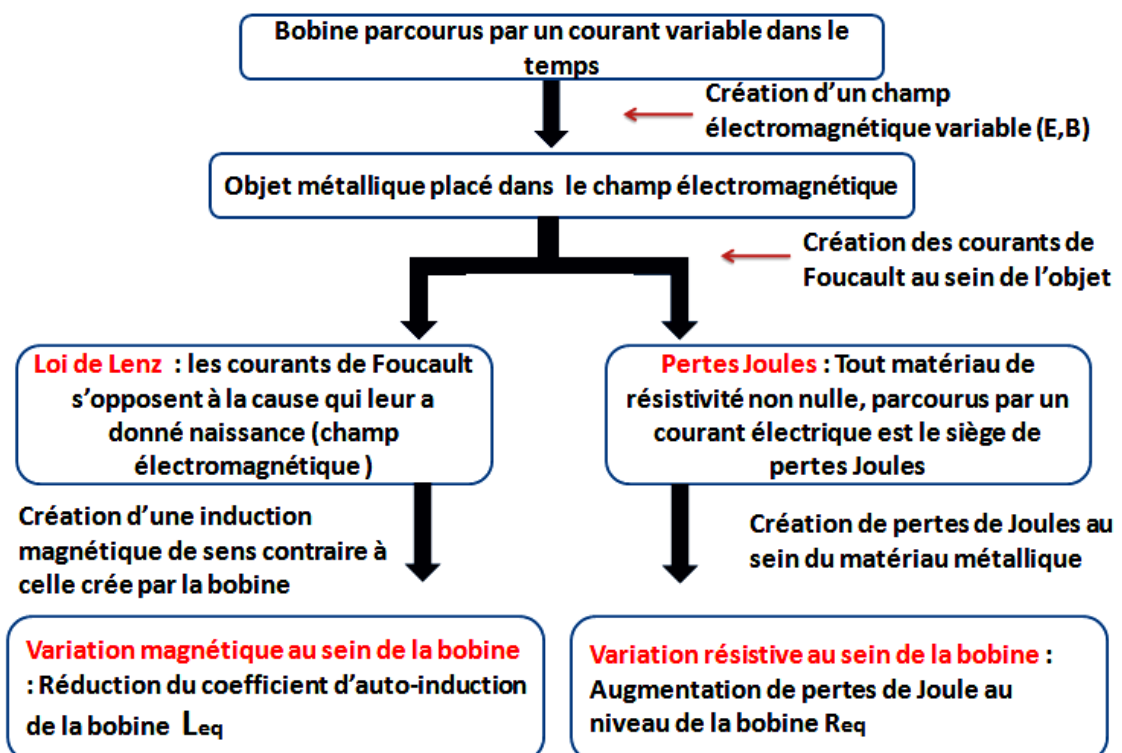 Bobine parcourus par un courant variable dans le
temps
Création d'un champ
électromagnétique variable (E,B)
Objet métallique placé dans le champ électromagnétique
Création des courants de
Foucault au sein de l'objet
Loi de Lenz : les courants de Foucault
s'opposent à la cause qui leur a
donné naissance (champ
électromagnétique )
Pertes Joules : Tout matériau de
résistivité non nulle, parcourus par un
courant électrique est le siège de
pertes Joules
Création d'une induction
magnétique de sens contraire à
celle crée par la bobine
Création de pertes de Joules au
sein du matériau métallique
Variation magnétique au sein de la bobine
: Réduction du coefficient d'auto-induction
de la bobine Leq
Variation résistive au sein de la bobine :
Augmentation de pertes de Joule au
niveau de la bobine Req